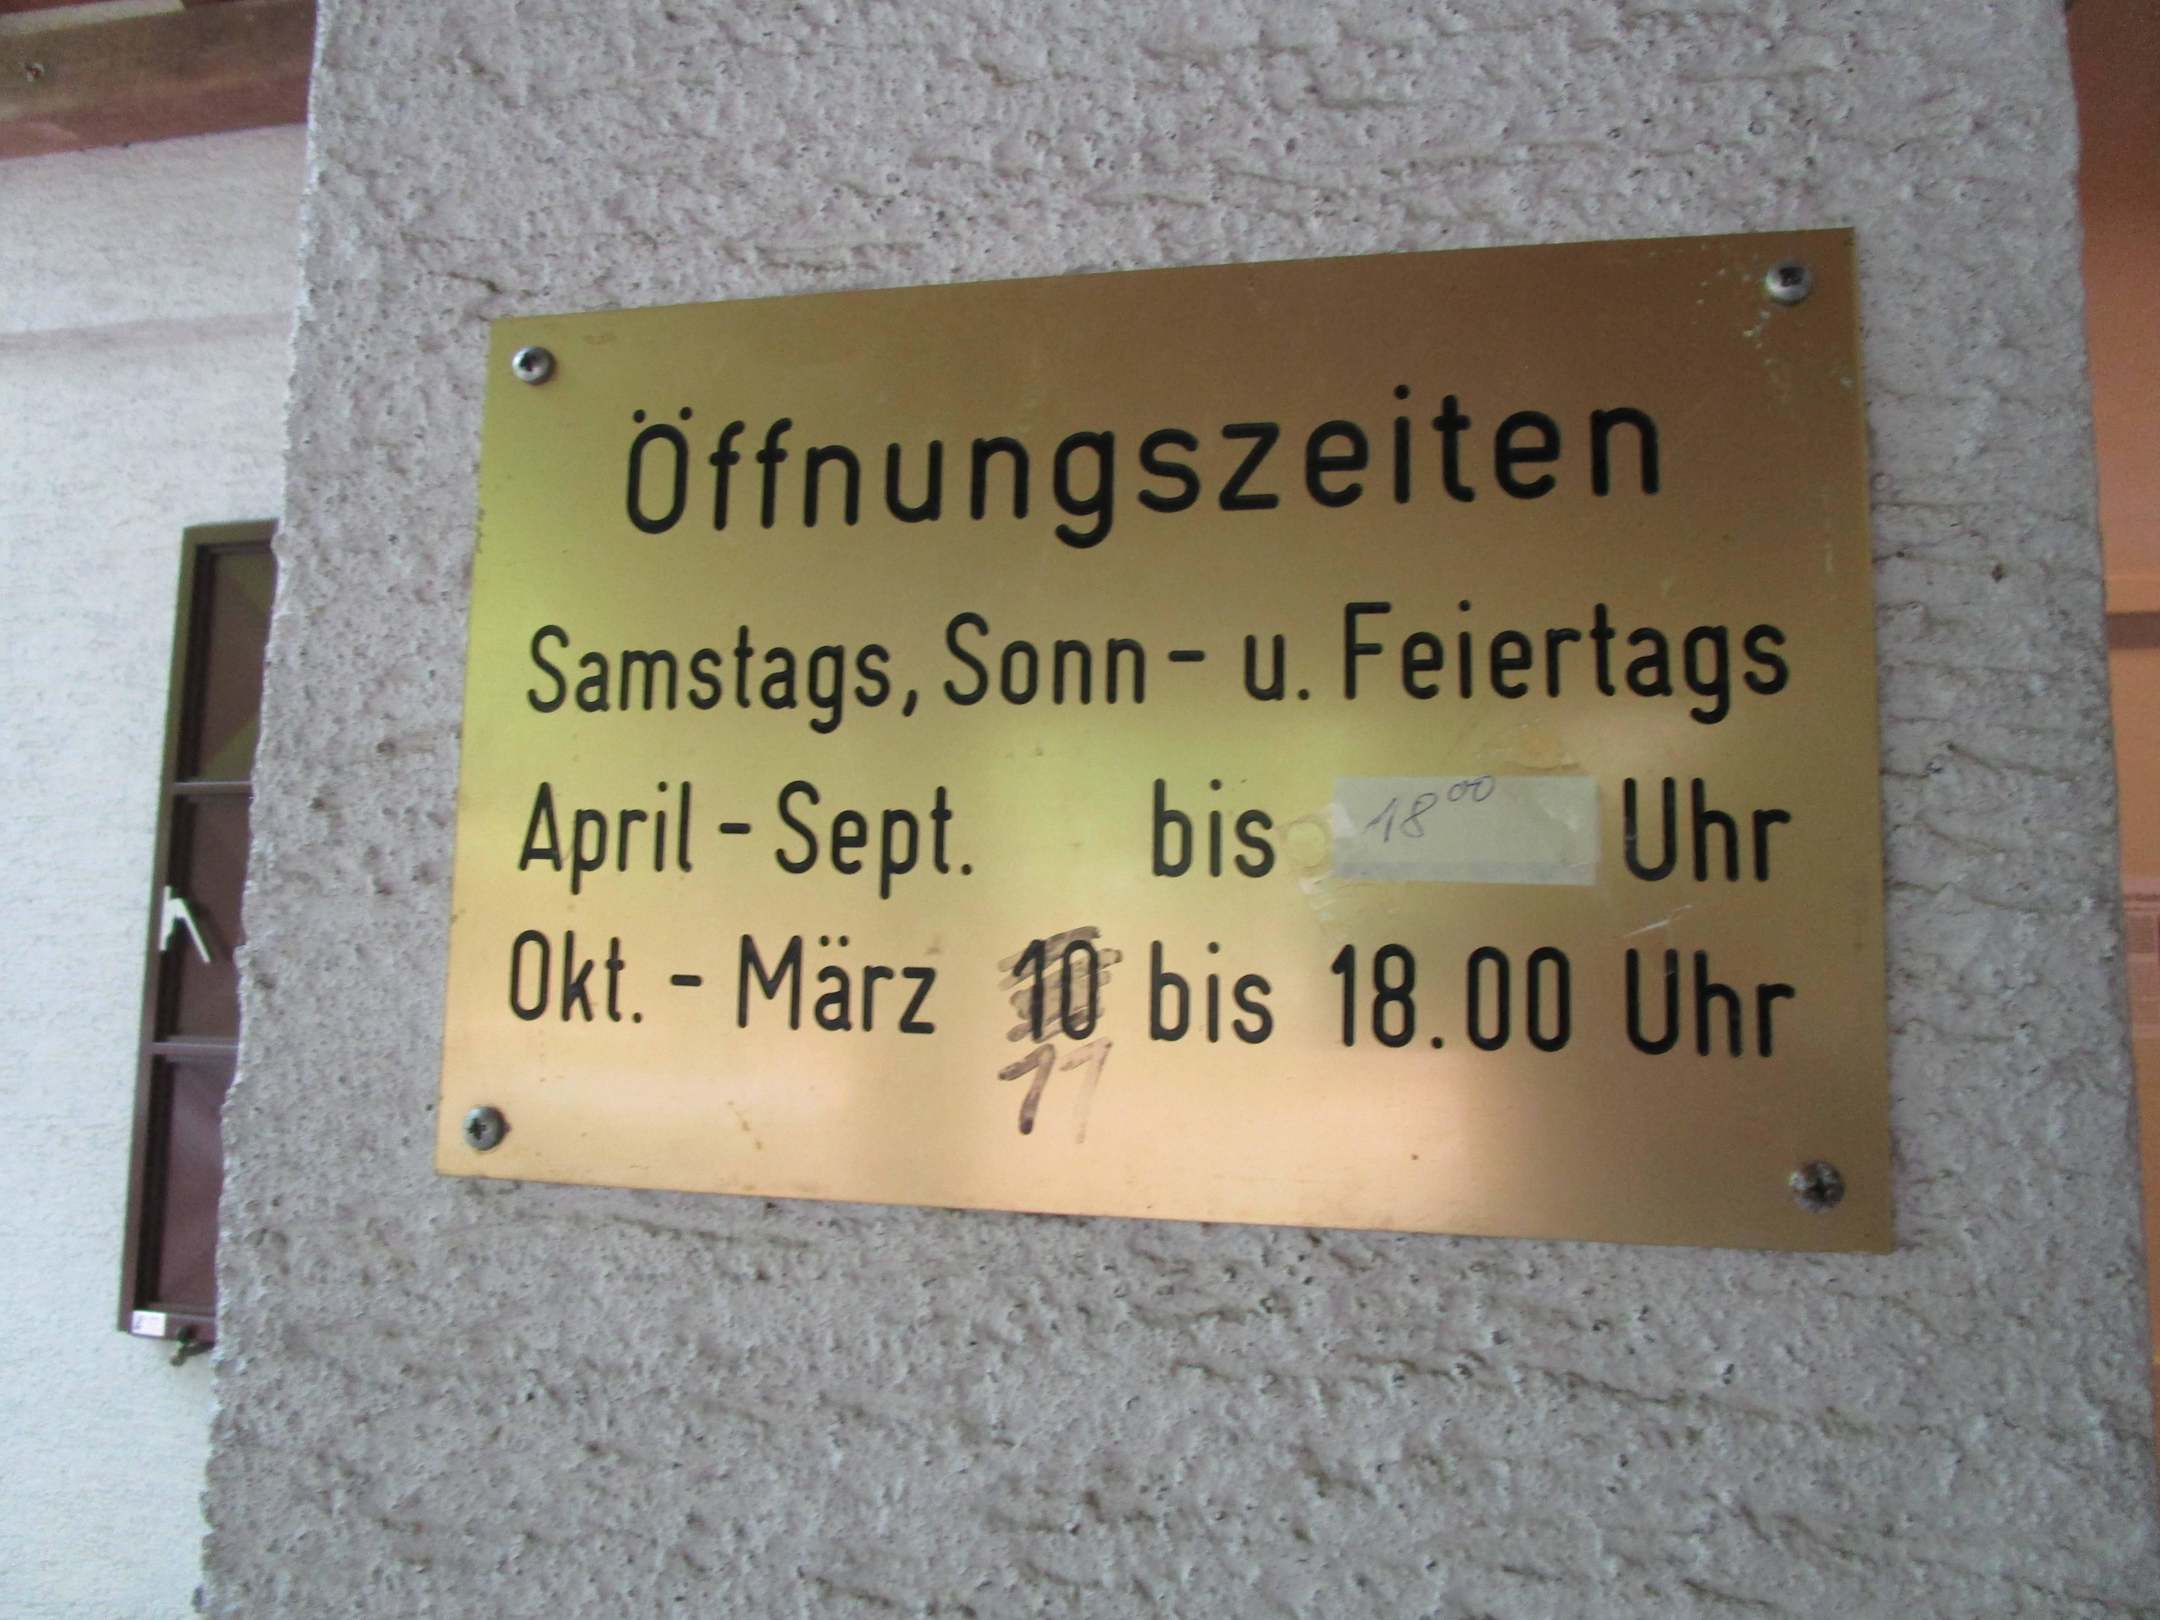 Öffnungszeiten
Samstags, Sonn- u. Feiertags
April - Sept. bis 18⁰⁰ Uhr
Okt. - März 10 bis 18.00 Uhr
11